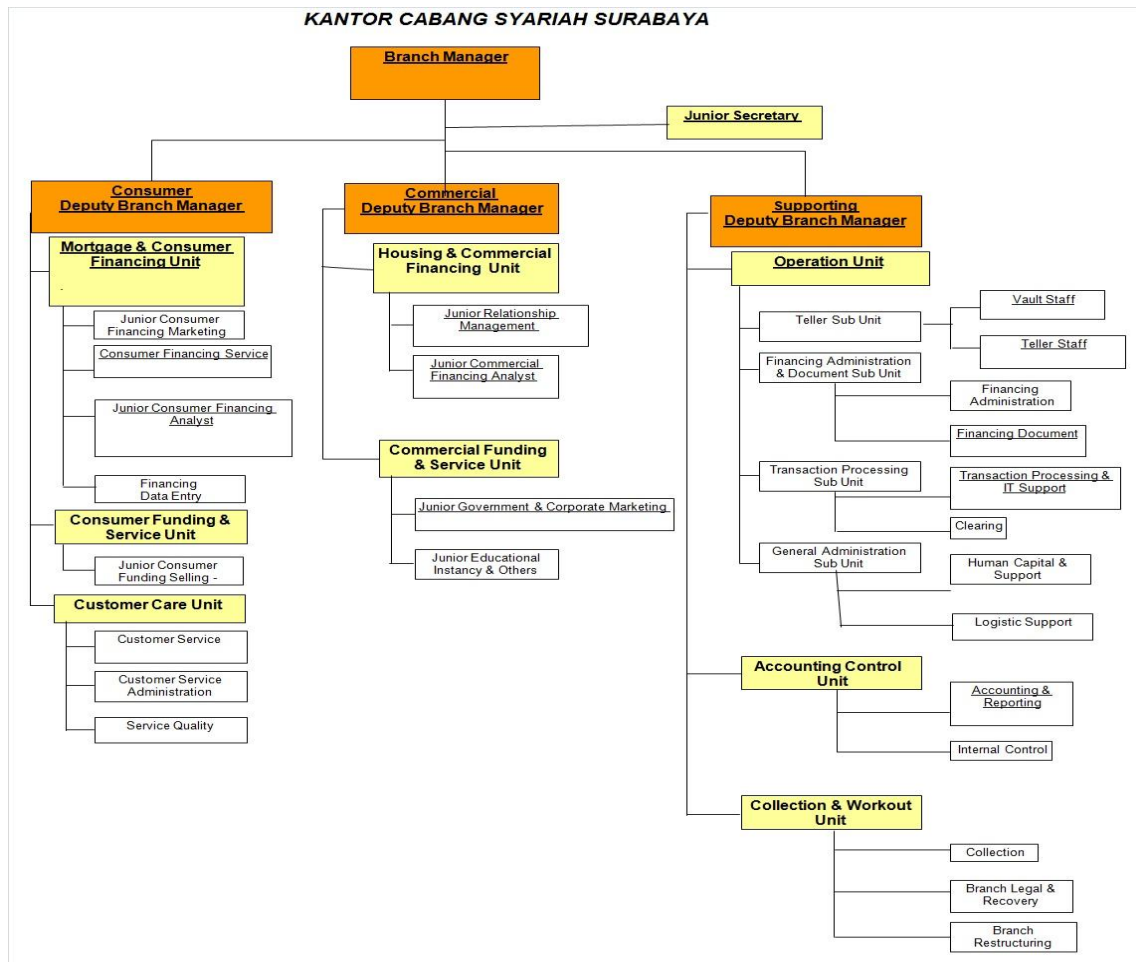 KANTOR CABANG SYARIAH SURABAYA
Branch Manager
Junior Secretary
Consumer
Deputy Branch Manager
Mortgage & Consumer
Financing Unit
.
Junior Consumer
Financing Marketing
Consumer Financing Service
Junior Consumer Financing
Analyst
Financing
Data Entry
Consumer Funding &
Service Unit
Junior Consumer
Funding Selling -
Customer Care Unit
Customer Service
Customer Service
Administration
Service Quality
Commercial
Deputy Branch Manager
Housing & Commercial
Financing Unit
Junior Relationship
Management
Junior Commercial
Financing Analyst
Commercial Funding
& Service Unit
Junior Government & Corporate Marketing
Junior Educational
Instancy & Others
Supporting
Deputy Branch Manager
Operation Unit
Teller Sub Unit
Vault Staff
Teller Staff
Financing Administration
& Document Sub Unit
Financing
Administration
Financing Document
Transaction Processing
Sub Unit
Transaction Processing &
IT Support
Clearing
General Administration
Sub Unit
Human Capital &
Support
Logistic Support
Accounting Control
Unit
Accounting &
Reporting
Internal Control
Collection & Workout
Unit
Collection
Branch Legal &
Recovery
Branch
Restructuring